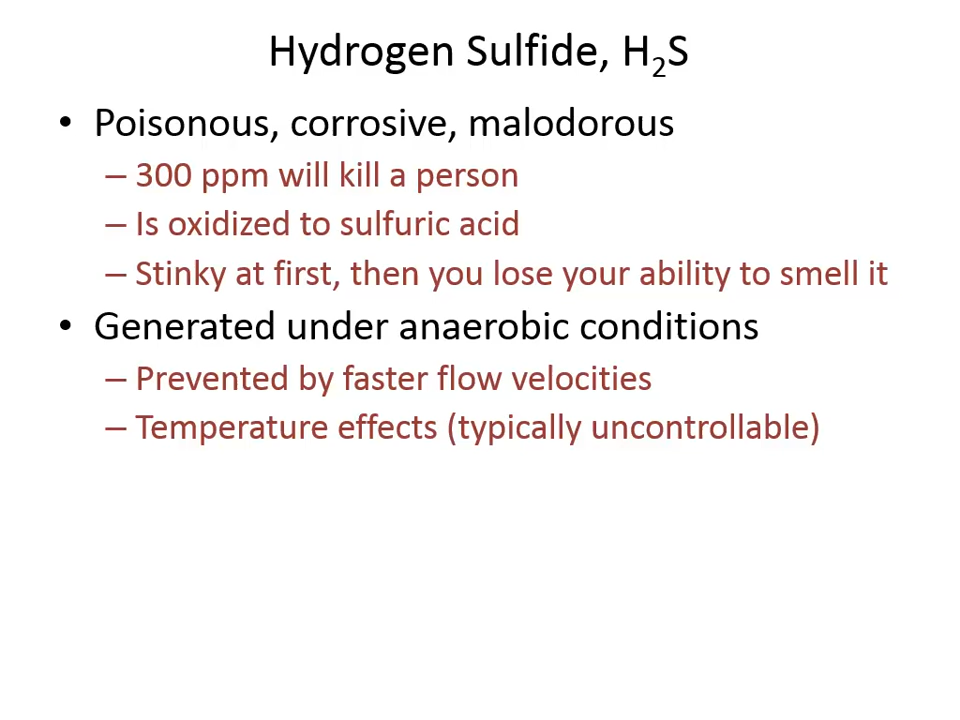 Hydrogen Sulfide, H₂S
• Poisonous, corrosive, malodorous
– 300 ppm will kill a person
– Is oxidized to sulfuric acid
– Stinky at first, then you lose your ability to smell it
• Generated under anaerobic conditions
– Prevented by faster flow velocities
– Temperature effects (typically uncontrollable)